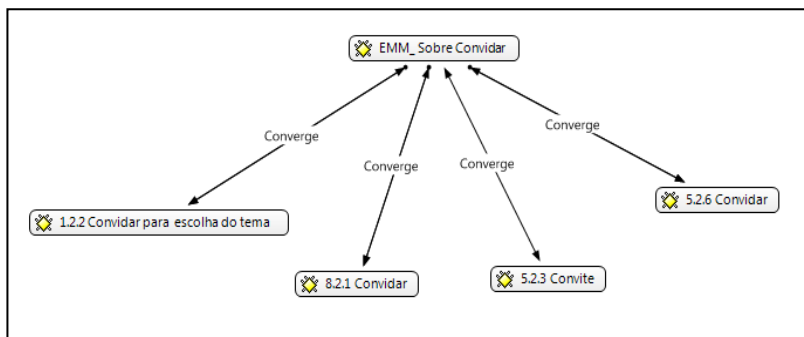 EMM_ Sobre Convidar
Converge
Converge
Converge
Converge
1.2.2 Convidar para escolha do tema
5.2.6 Convidar
8.2.1 Convidar
5.2.3 Convite